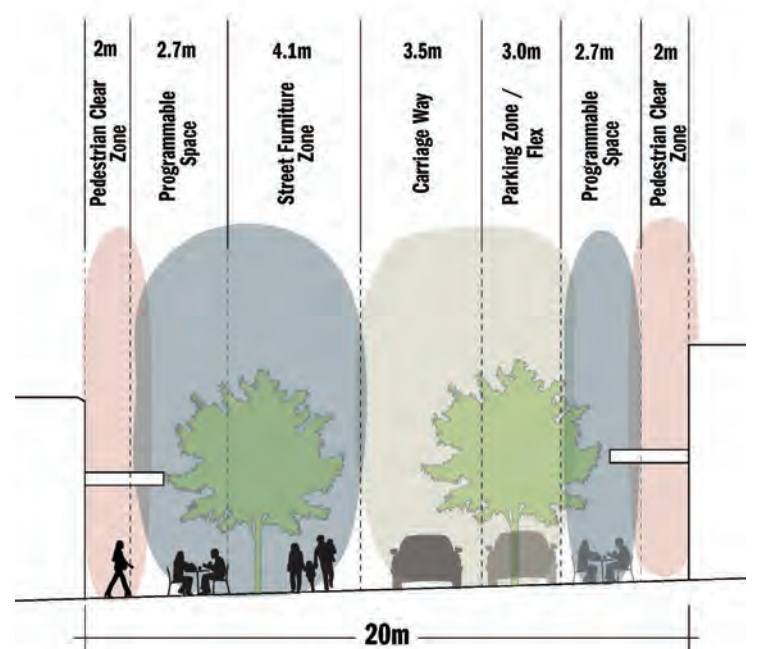 2m
2.7m
4.1m
3.5m
3.0m
2.7m
2m
Pedestrian Clear
Zone
Programmable
Space
Street Furniture
Zone
Carriage Way
Parking Zone /
Flex
Programmable
Space
Pedestrian Clear
Zone
20m